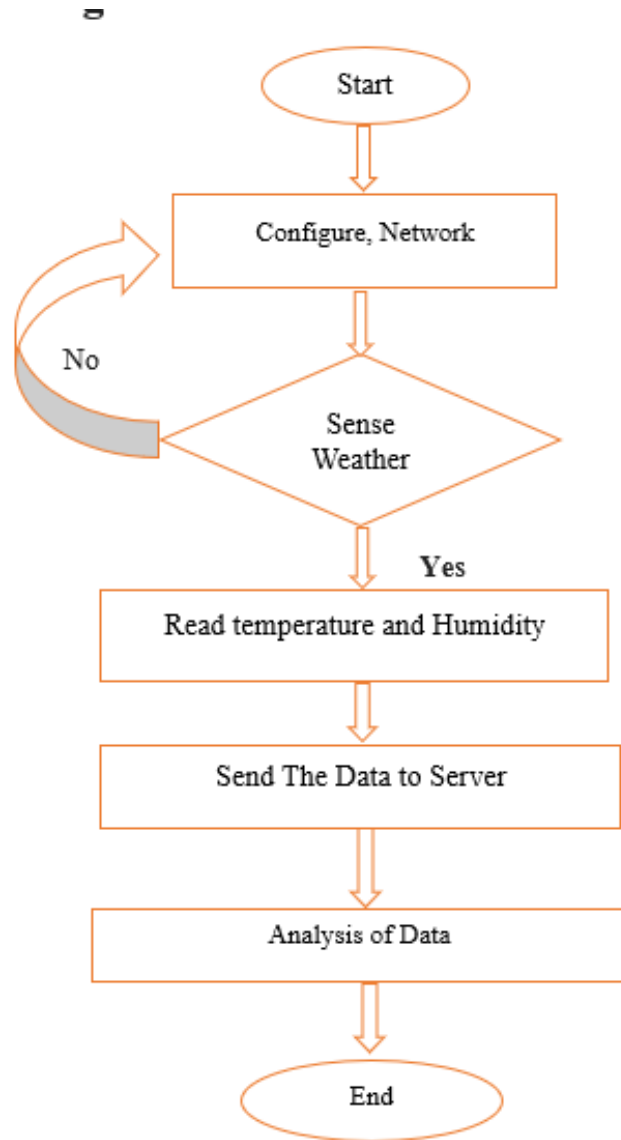 g
Start
Configure, Network
No
Sense
Weather
Yes
Read temperature and Humidity
Send The Data to Server
Analysis of Data
End